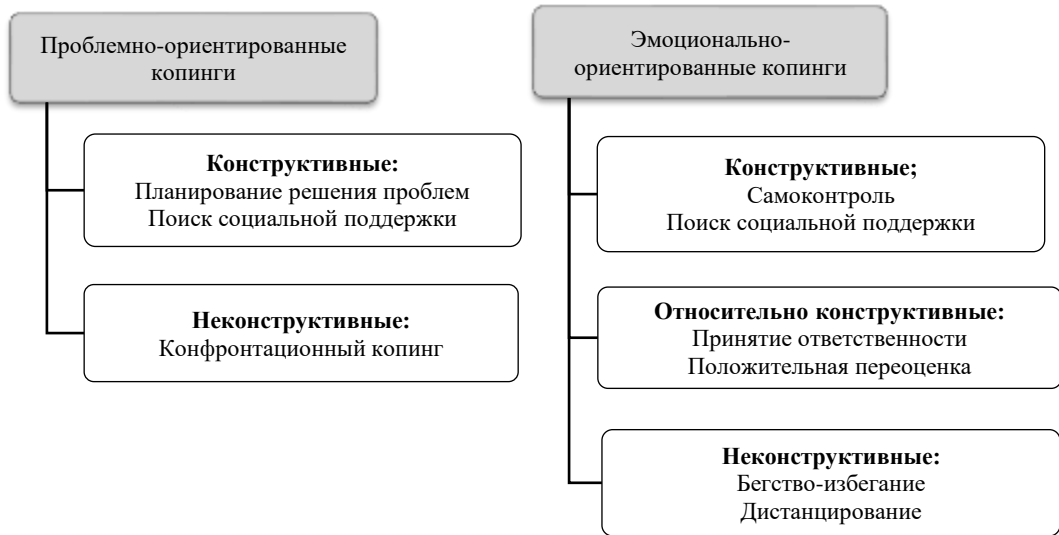 Проблемно-ориентированные
копинги
Конструктивные:
Планирование решения проблем
Поиск социальной поддержки
Неконструктивные:
Конфронтационный копинг
Эмоционально-
ориентированные копинги
Конструктивные;
Самоконтроль
Поиск социальной поддержки
Относительно конструктивные:
Принятие ответственности
Положительная переоценка
Неконструктивные:
Бегство-избегание
Дистанцирование